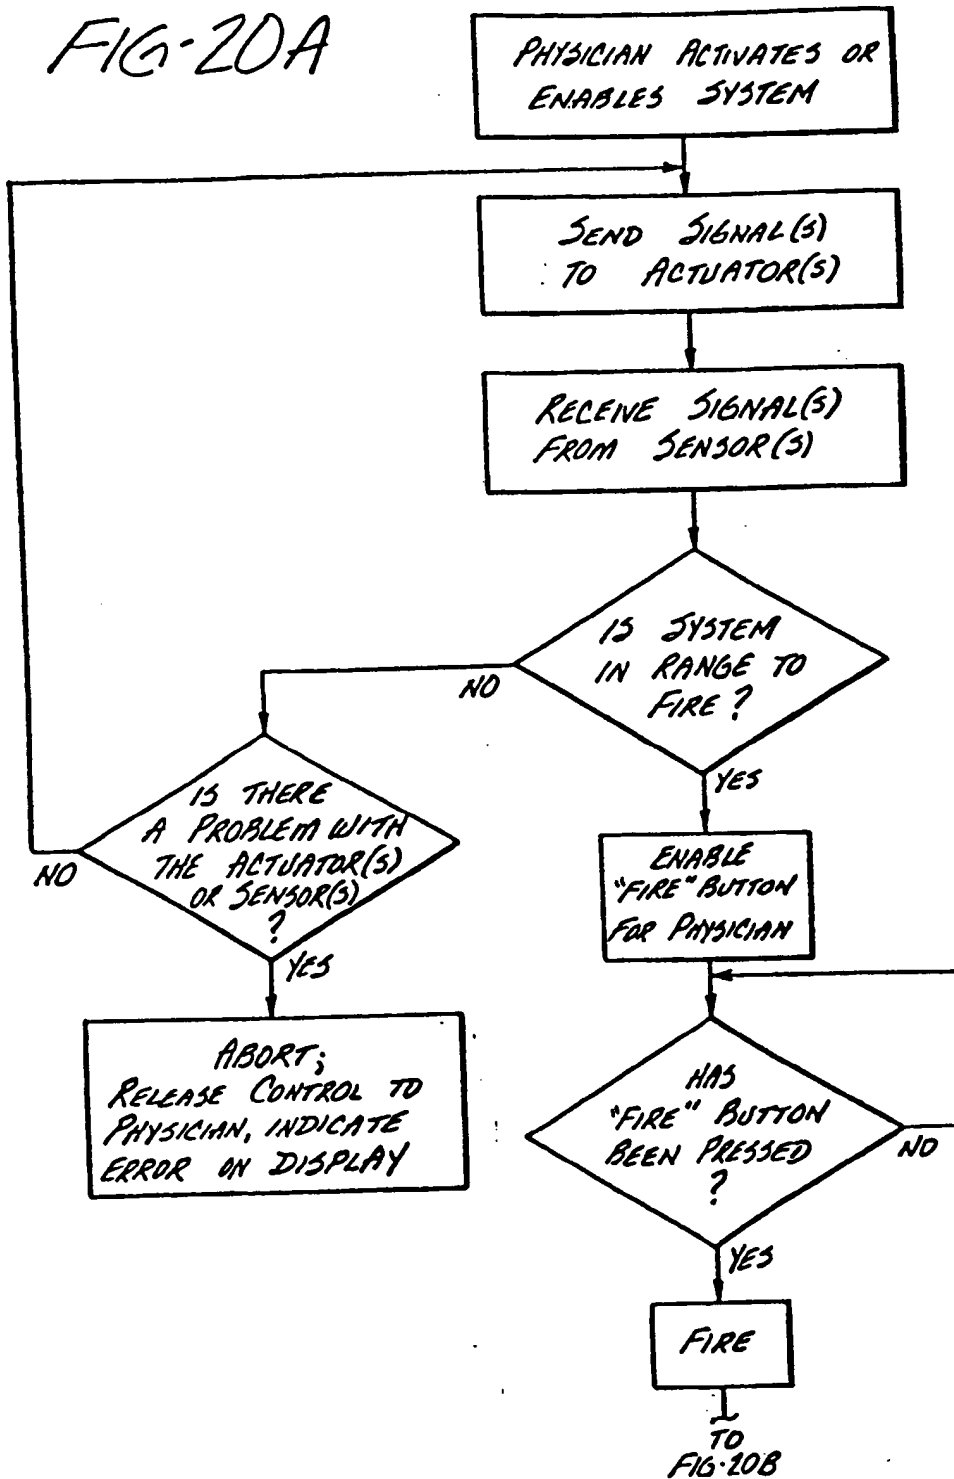 FIG·20A
PHYSICIAN ACTIVATES OR
ENABLES SYSTEM
SEND SIGNAL(S)
TO ACTUATOR(S)
RECEIVE SIGNAL(S)
FROM SENSOR(S)
IS SYSTEM
IN RANGE TO
FIRE?
NO
YES
IS THERE
A PROBLEM WITH
THE ACTUATOR(S)
OR SENSOR(S)
?
NO
YES
ABORT;
RELEASE CONTROL TO
PHYSICIAN, INDICATE
ERROR ON DISPLAY
ENABLE
"FIRE" BUTTON
FOR PHYSICIAN
HAS
"FIRE" BUTTON
BEEN PRESSED
?
NO
YES
FIRE
TO
FIG·20B